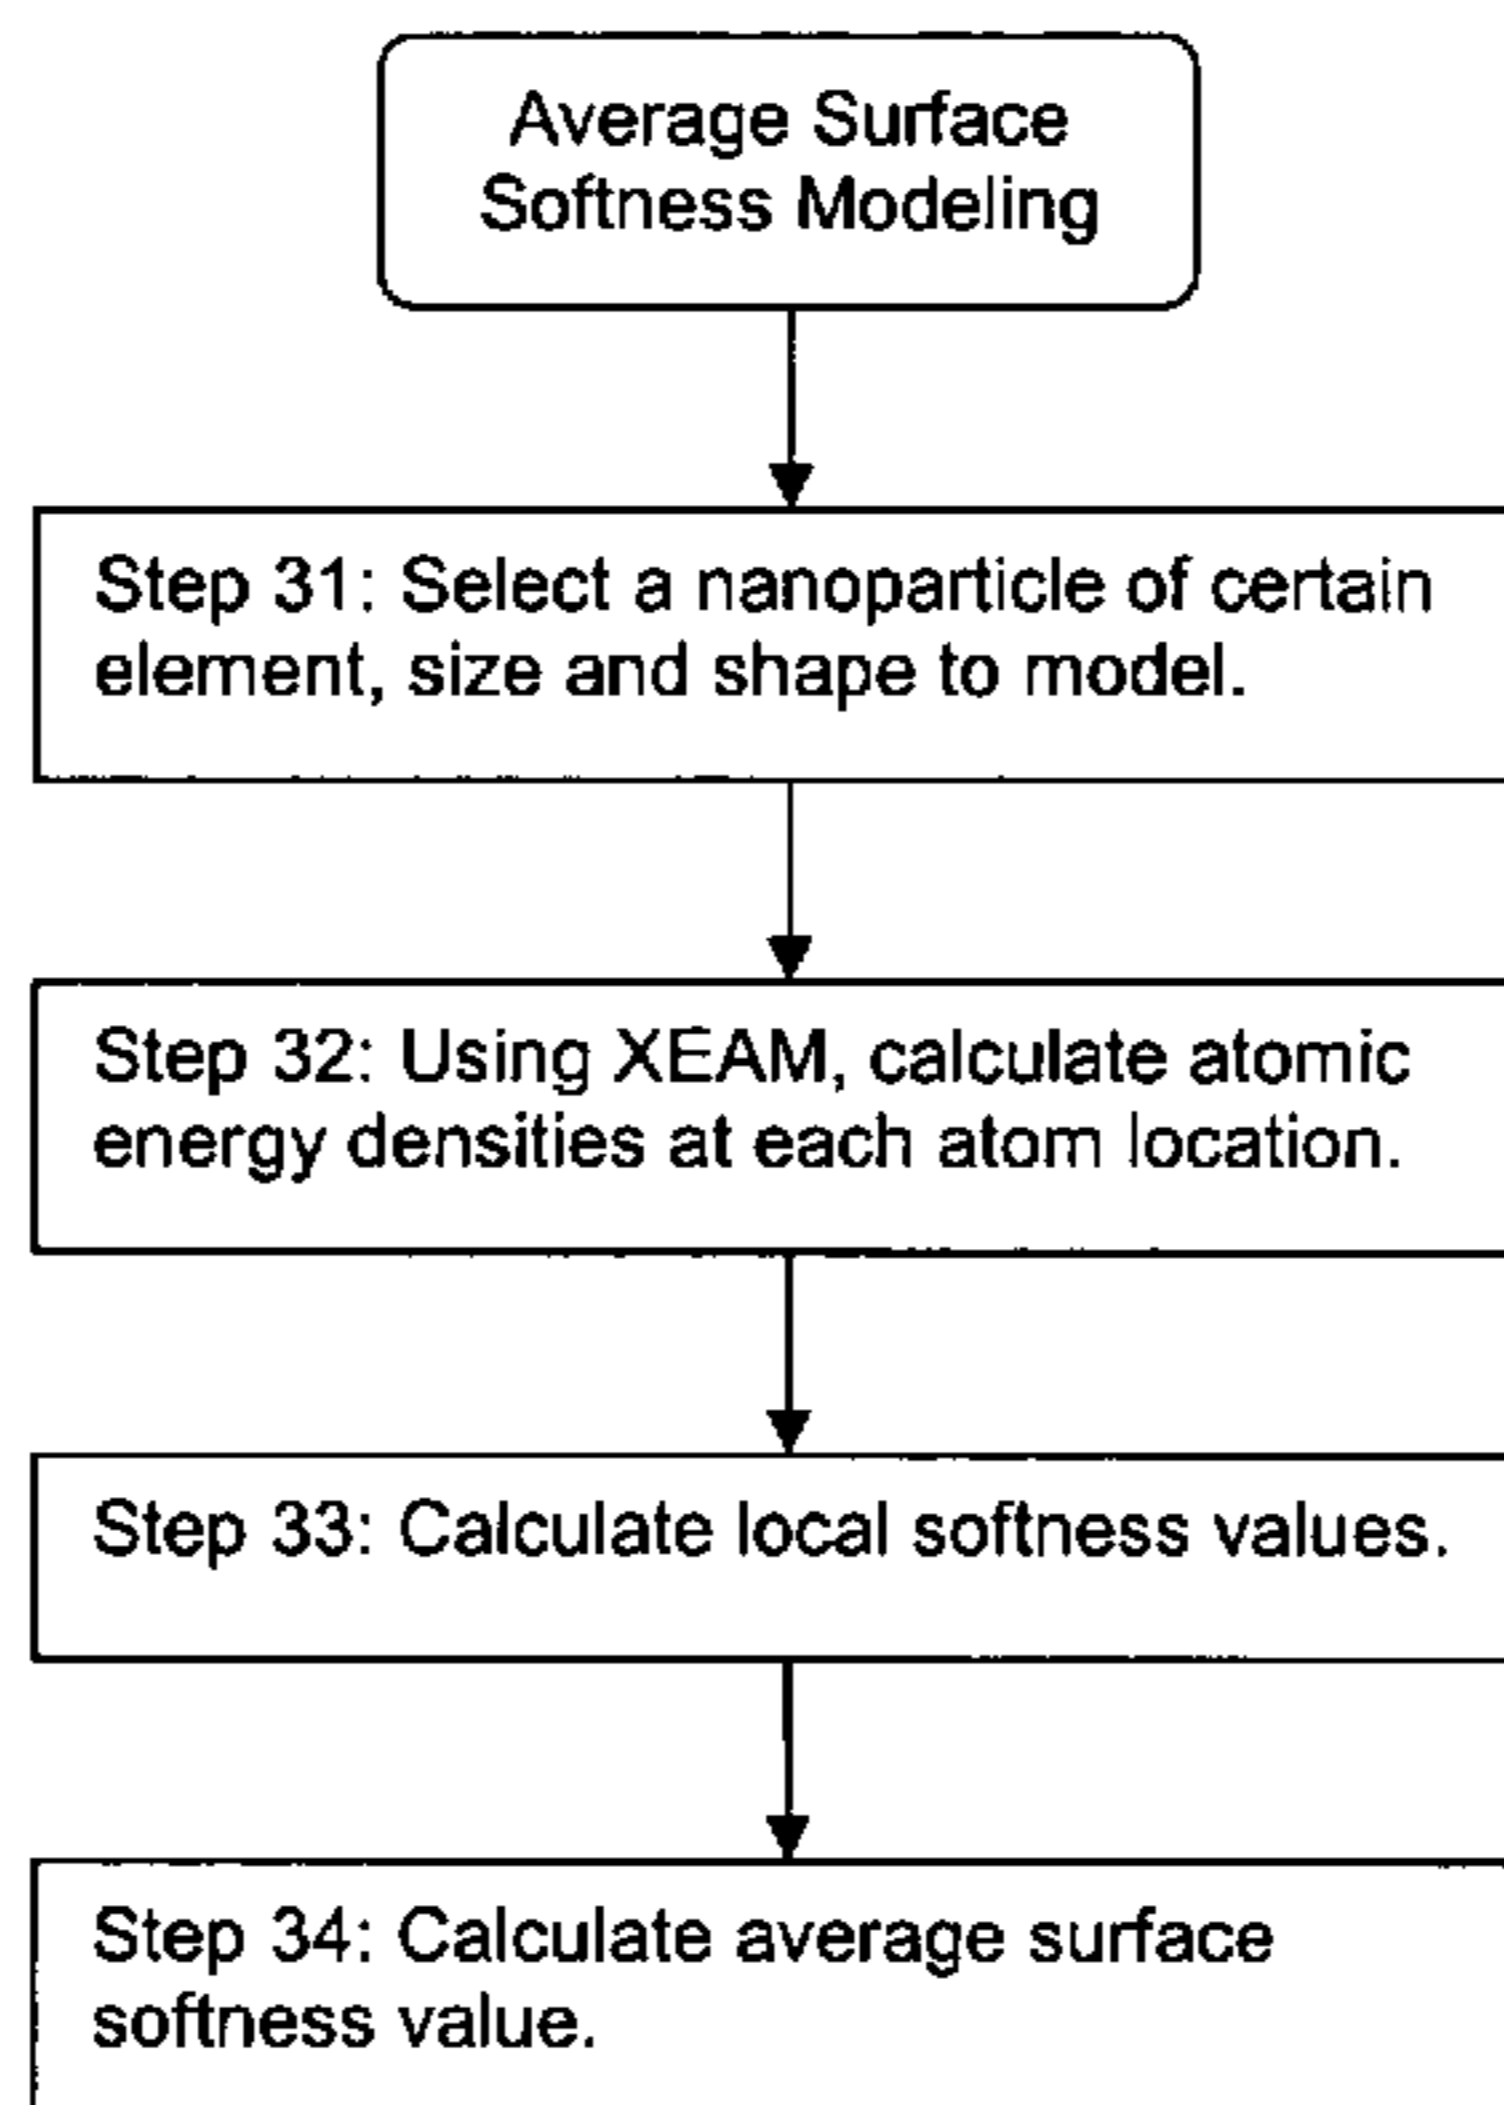 Average Surface
Softness Modeling
Step 31: Select a nanoparticle of certain
element, size and shape to model.
Step 32: Using XEAM, calculate atomic
energy densities at each atom location.
Step 33: Calculate local softness values.
Step 34: Calculate average surface
softness value.